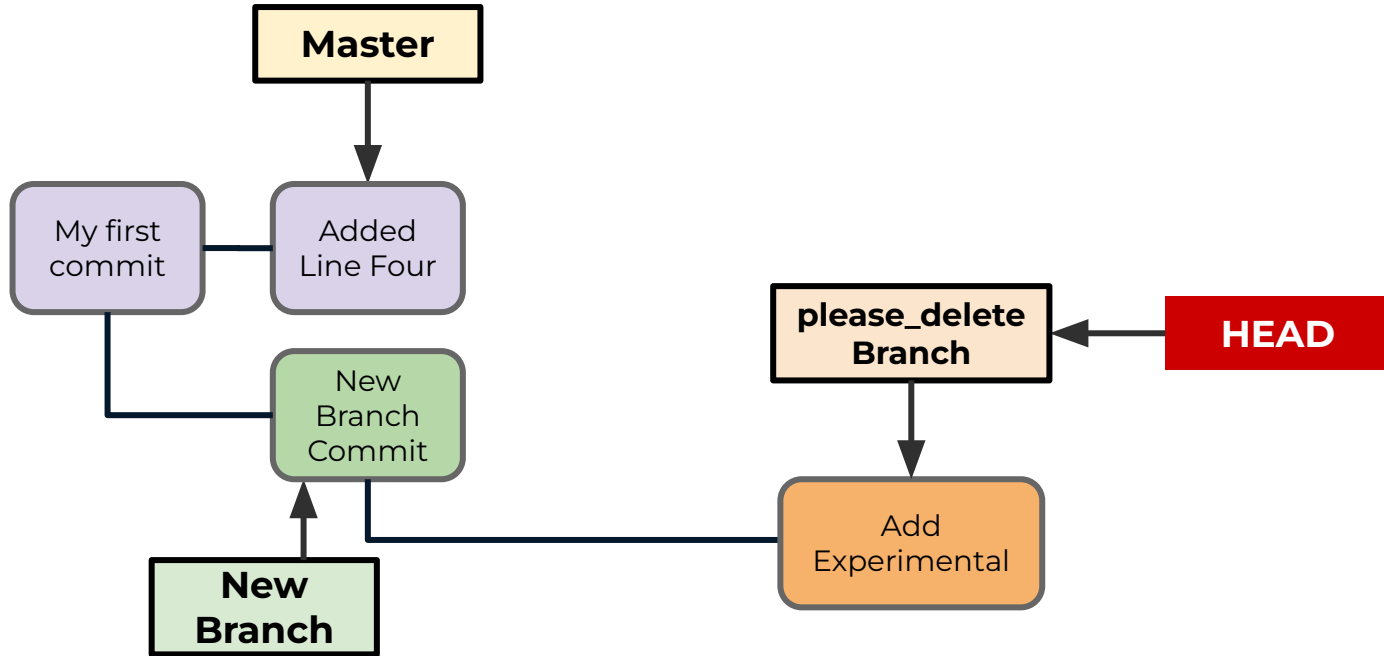 Master
My first
commit
Added
Line Four
please_delete
Branch
HEAD
New
Branch
Commit
Add
Experimental
New
Branch